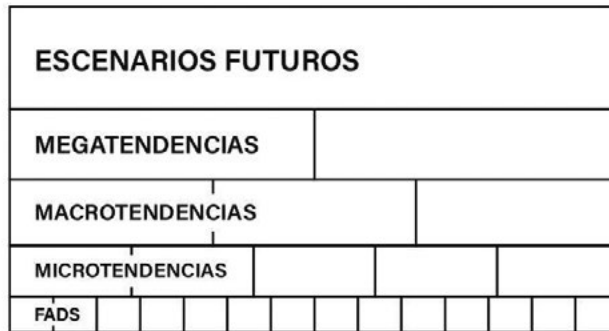 ESCENARIOS FUTUROS
MEGATENDENCIAS
MACROTENDENCIAS
MICROTENDENCIAS
FADS